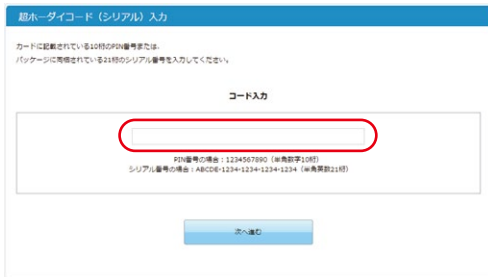 超ホーダイコード（シリアル）入力
カードに記載されている10桁のPIN番号または、
パッケージに同梱されている21桁のシリアル番号を入力してください。
コード入力
PIN番号の場合：1234567890（半角数字10桁）
シリアル番号の場合：ABCDE-1234-1234-1234-1234（半角英数21桁）
次へ進む